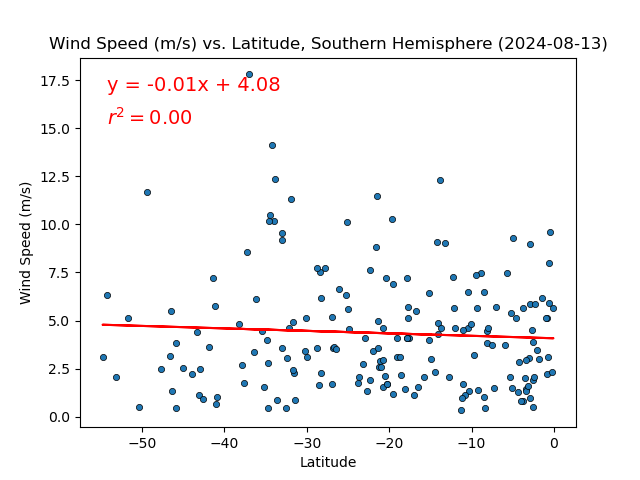 Wind Speed (m/s) vs. Latitude, Southern Hemisphere (2024-08-13)
y = -0.01x + 4.08
r² = 0.00
17.5
15.0
12.5
10.0
7.5
5.0
2.5
0.0
Wind Speed (m/s)
−50 −40 −30 −20 −10 0
Latitude